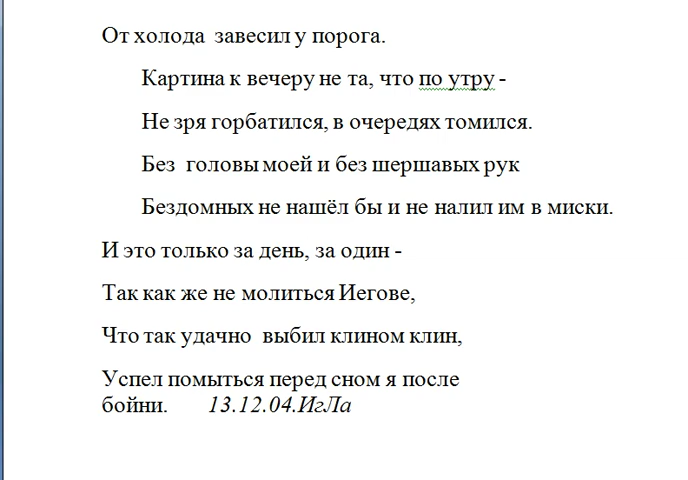 От холода  завесил у порога.
Картина к вечеру не та, что по утру -
Не зря горбатился, в очередях томился.
Без  головы моей и без шершавых рук
Бездомных не нашёл бы и не налил им в миски.
И это только за день, за один -
Так как же не молиться Иегове,
Что так удачно  выбил клином клин,
Успел помыться перед сном я после
бойни.       13.12.04.ИгЛа